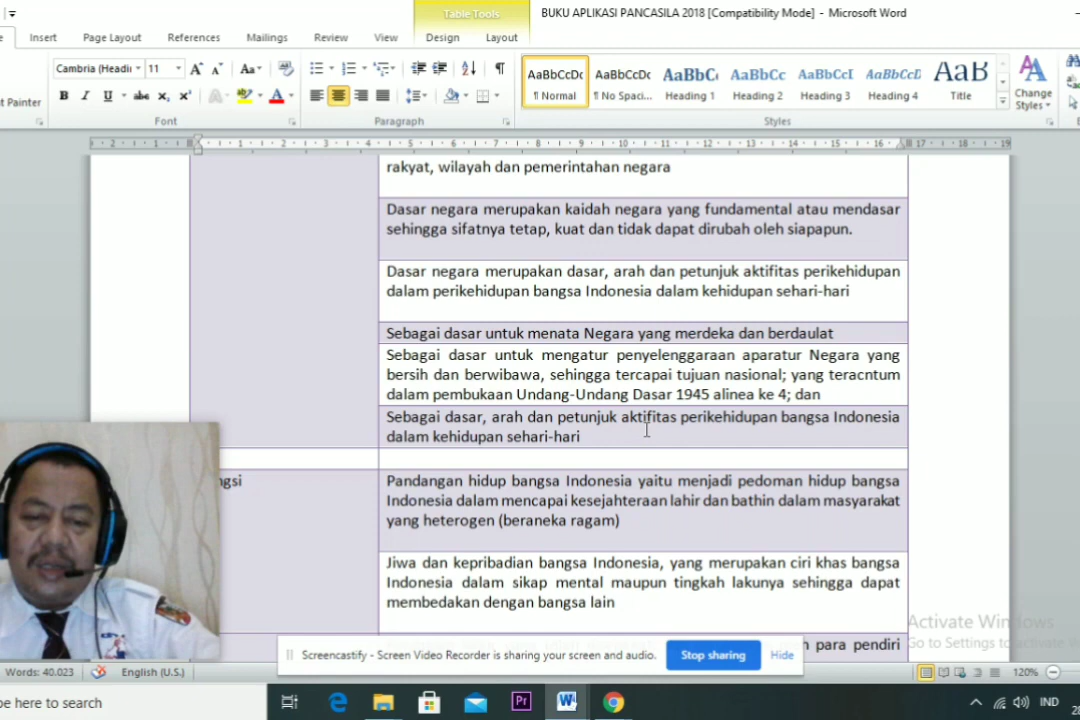 Table Tools
BUKU APLIKASI PANCASILA 2018 [Compatibility Mode] - Microsoft Word
Insert Page Layout References Mailings Review View Design Layout
Cambria (Headin 11
t Painter
AaBbCcDc AaBbCcDc AaBbC AaBbCc AaBbCcI AaBbCcD AaB
¶ Normal ¶ No Spaci... Heading 1 Heading 2 Heading 3 Heading 4 Title
Change
Styles
Font Paragraph Styles
rakyat, wilayah dan pemerintahan negara
Dasar negara merupakan kaidah negara yang fundamental atau mendasar
sehingga sifatnya tetap, kuat dan tidak dapat dirubah oleh siapapun.
Dasar negara merupakan dasar, arah dan petunjuk aktifitas perikehidupan
dalam perikehidupan bangsa Indonesia dalam kehidupan sehari-hari
Sebagai dasar untuk menata Negara yang merdeka dan berdaulat
Sebagai dasar untuk mengatur penyelenggaraan aparatur Negara yang
bersih dan berwibawa, sehingga tercapai tujuan nasional; yang teracntum
dalam pembukaan Undang-Undang Dasar 1945 alinea ke 4; dan
Sebagai dasar, arah dan petunjuk aktifitas perikehidupan bangsa Indonesia
dalam kehidupan sehari-hari
ngsi
Pandangan hidup bangsa Indonesia yaitu menjadi pedoman hidup bangsa
Indonesia dalam mencapai kesejahteraan lahir dan bathin dalam masyarakat
yang heterogen (beraneka ragam)
Jiwa dan kepribadian bangsa Indonesia, yang merupakan ciri khas bangsa
Indonesia dalam sikap mental maupun tingkah lakunya sehingga dapat
membedakan dengan bangsa lain
para pendiri
Activate Windows
Go to Settings to activate
Screencastify - Screen Video Recorder is sharing your screen and audio. Stop sharing Hide
Words: 40.023 English (U.S.) 120%
pe here to search
IND